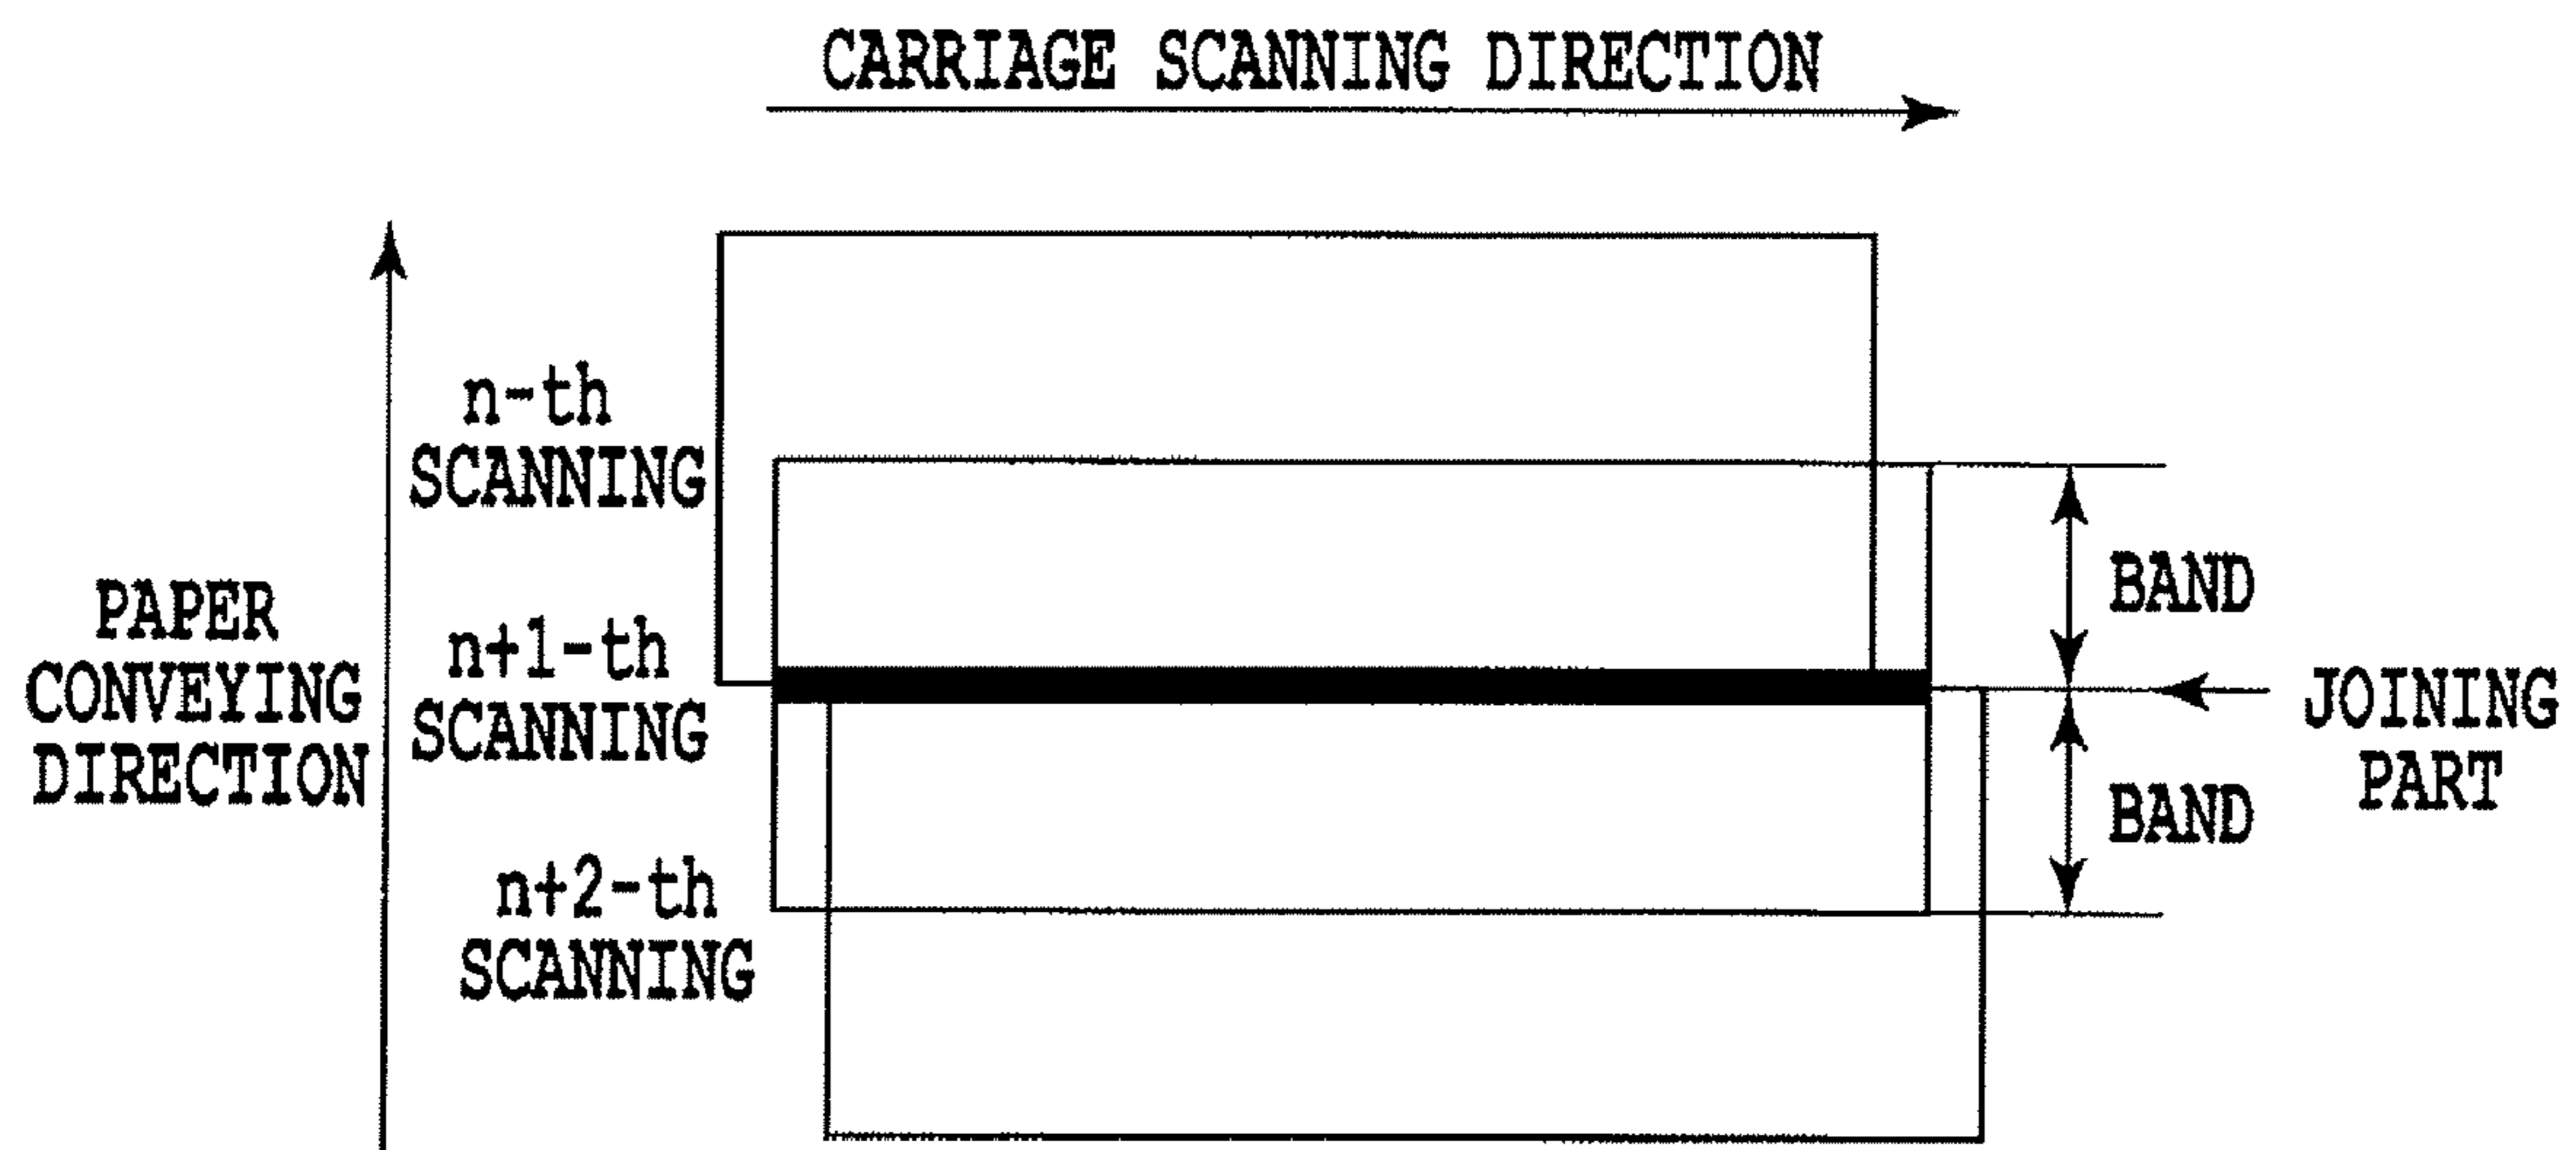 CARRIAGE SCANNING DIRECTION
n-th
SCANNING
PAPER
CONVEYING
DIRECTION
n+1-th
SCANNING
n+2-th
SCANNING
BAND
JOINING
PART
BAND